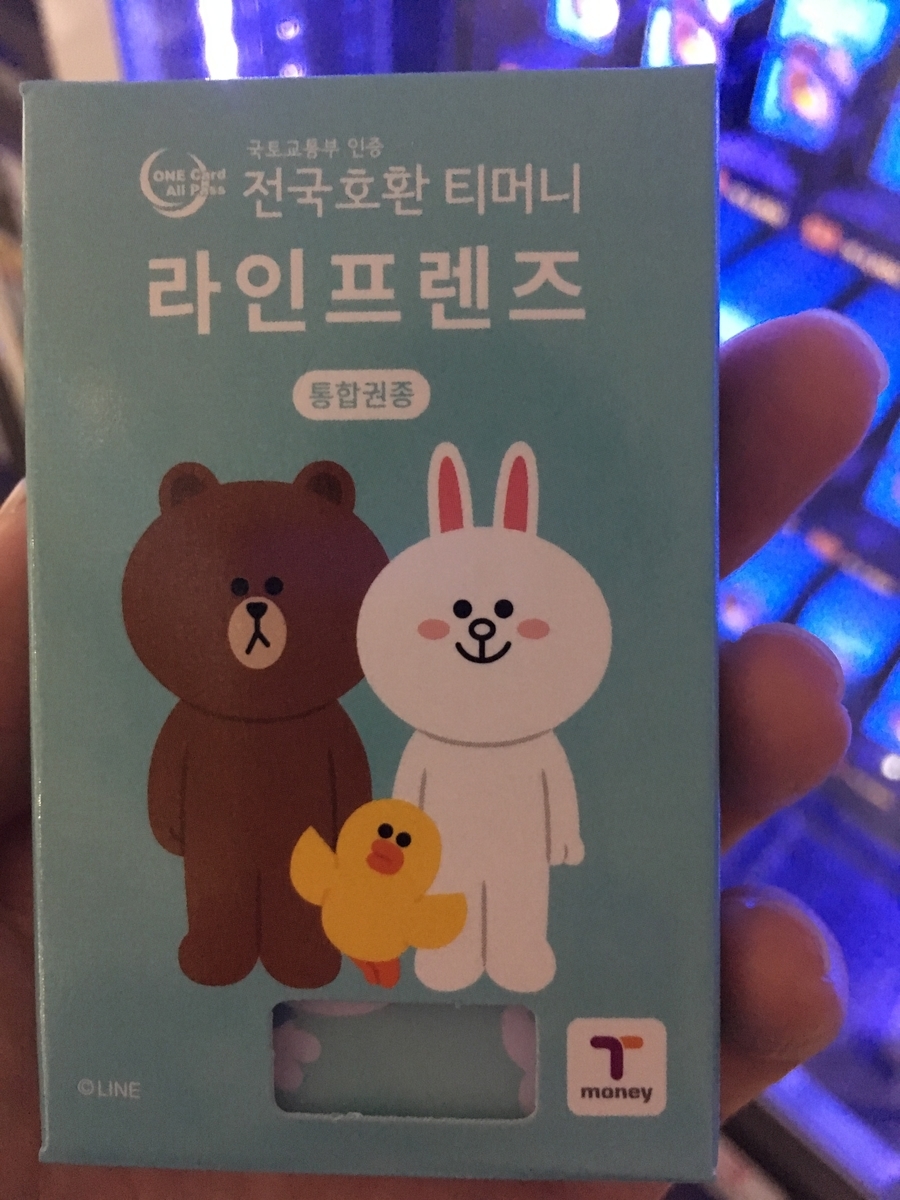 국토교통부 인증
ONE Card
All Pass
전국호환 티머니
라인프렌즈
통합권종
©LINE
T
money